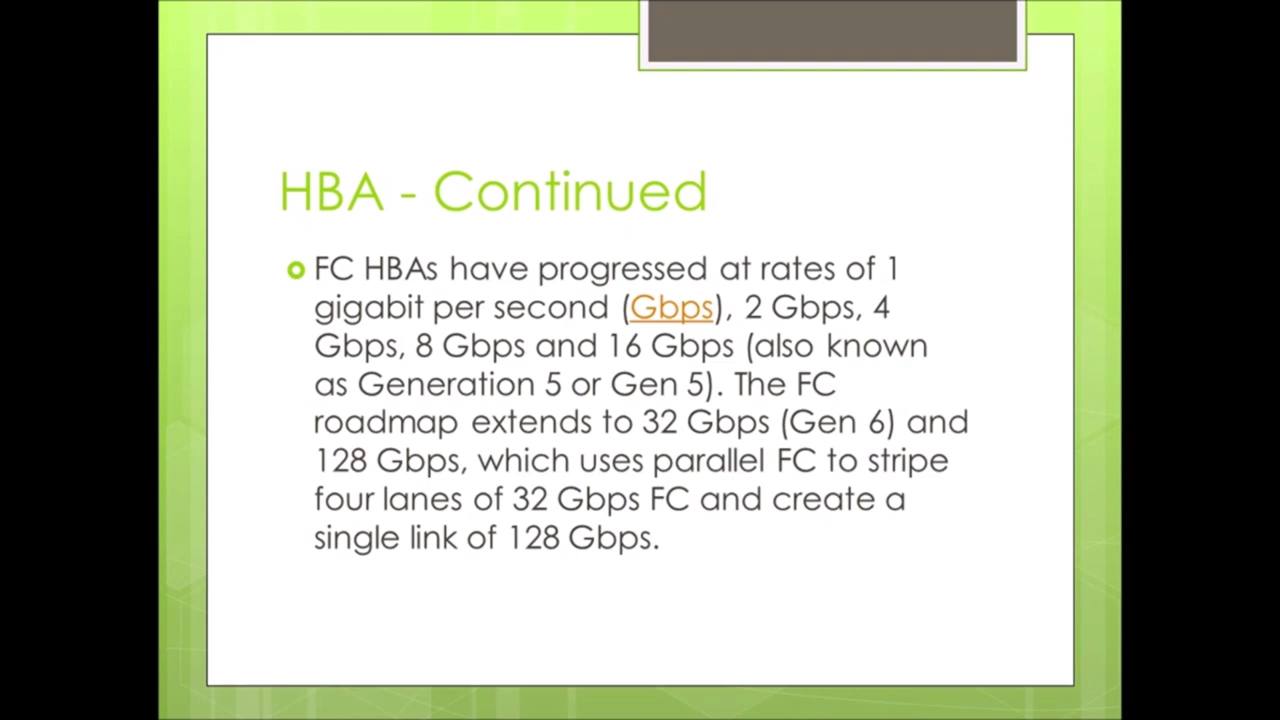 HBA - Continued
FC HBAs have progressed at rates of 1
gigabit per second (Gbps), 2 Gbps, 4
Gbps, 8 Gbps and 16 Gbps (also known
as Generation 5 or Gen 5). The FC
roadmap extends to 32 Gbps (Gen 6) and
128 Gbps, which uses parallel FC to stripe
four lanes of 32 Gbps FC and create a
single link of 128 Gbps.